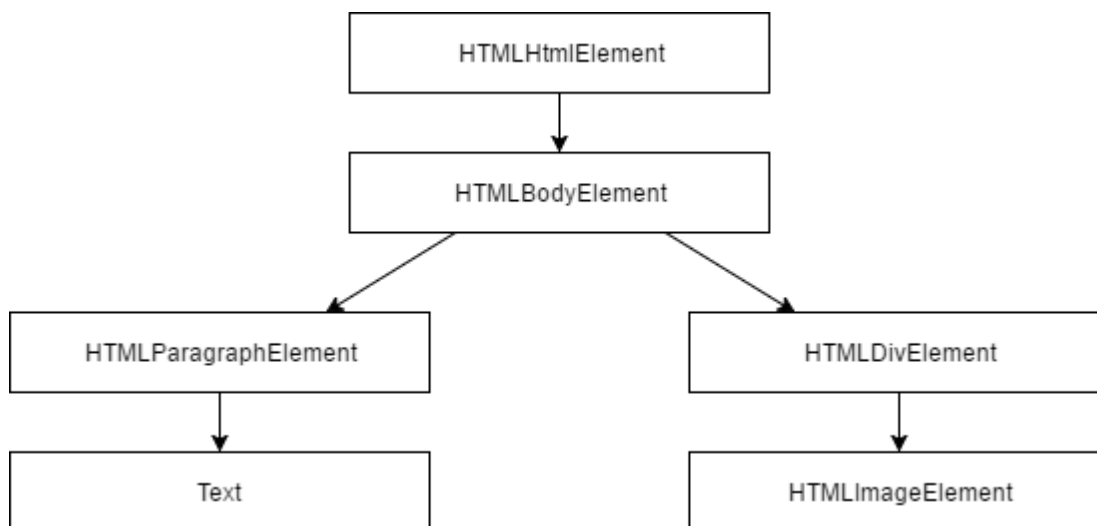 HTMLHtmlElement
HTMLBodyElement
HTMLParagraphElement
HTMLDivElement
Text
HTMLImageElement